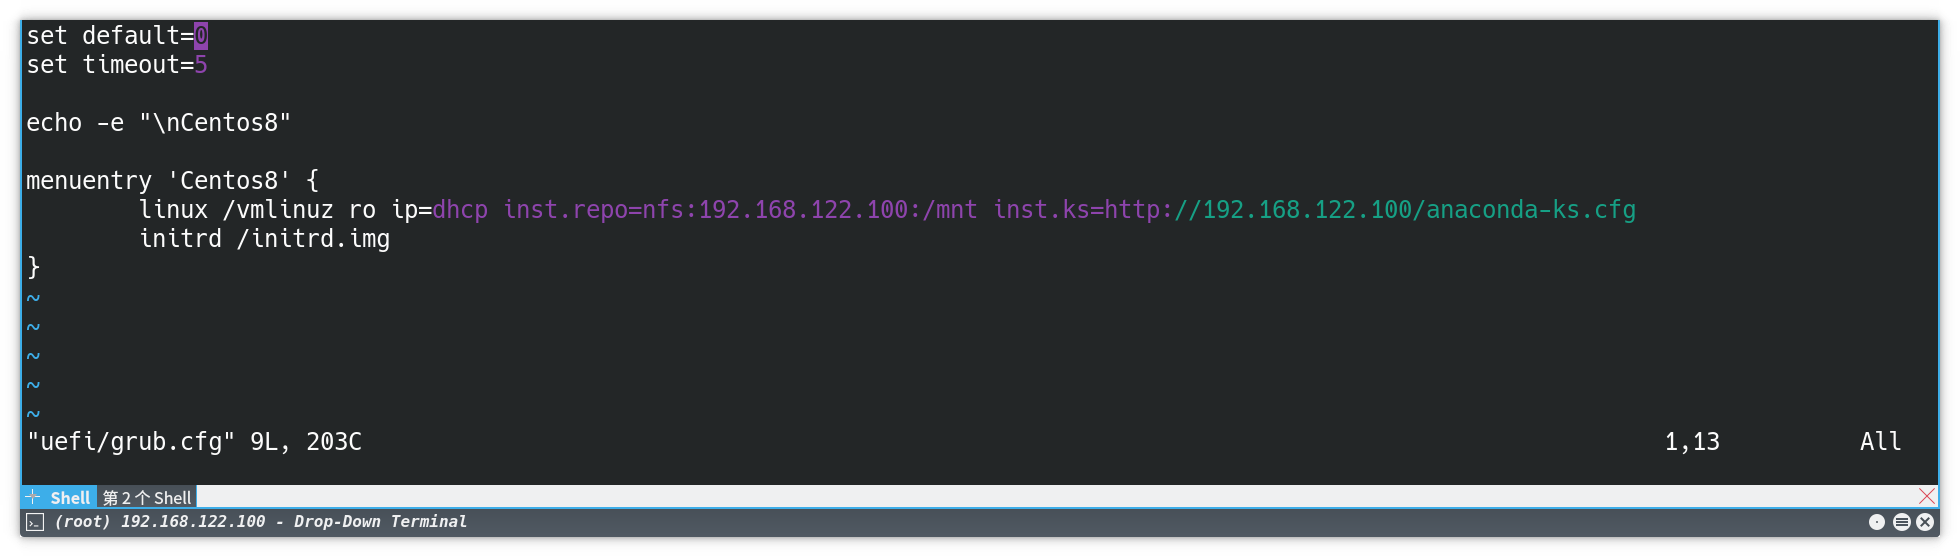 set default=0
set timeout=5
echo -e "\nCentos8"
menuentry 'Centos8' {
        linux /vmlinuz ro ip=dhcp inst.repo=nfs:192.168.122.100:/mnt inst.ks=http://192.168.122.100/anaconda-ks.cfg
        initrd /initrd.img
}
~
~
~
~
~
"uefi/grub.cfg" 9L, 203C 1,13 All
Shell 第 2 个 Shell
(root) 192.168.122.100 - Drop-Down Terminal